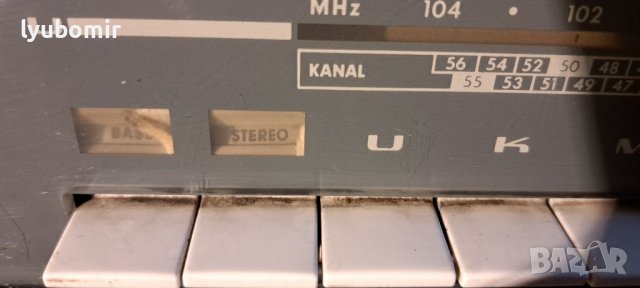 lyubomir
MHz 104 • 102
KANAL
56 54 52 50 48
55 53 51 49 47
BASS STEREO U K M
BAZAR